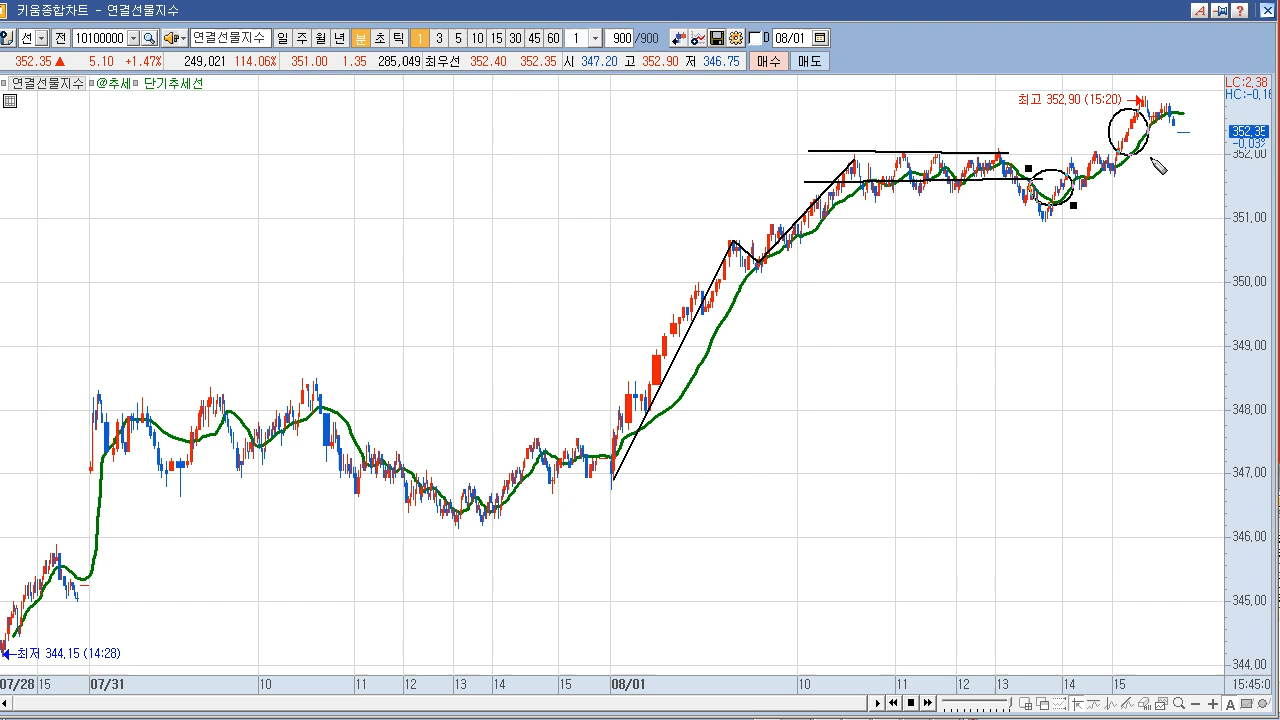 키움종합차트 - 연결선물지수
선 전 10100000 연결선물지수 일 주 월 년 분 초 틱 1 3 5 10 15 30 45 60 1 900 /900 D 08/01
352.35 ▲ 5.10 +1.47% 249,021 114.06% 351.00 1.35 285,049 최우선 352.40 352.35 시 347.20 고 352.90 저 346.75 매수 매도
연결선물지수 @추세 단기추세선
LC:2,38
HC:-0,16
최고 352,90 (15:20)
352,35
-0,03%
352,00
351,00
350,00
349,00
348,00
347,00
346,00
345,00
최저 344,15 (14:28)
344,00
07/28 15 07/31 10 11 12 13 14 15 08/01 10 11 12 13 14 15 15:45:0
A